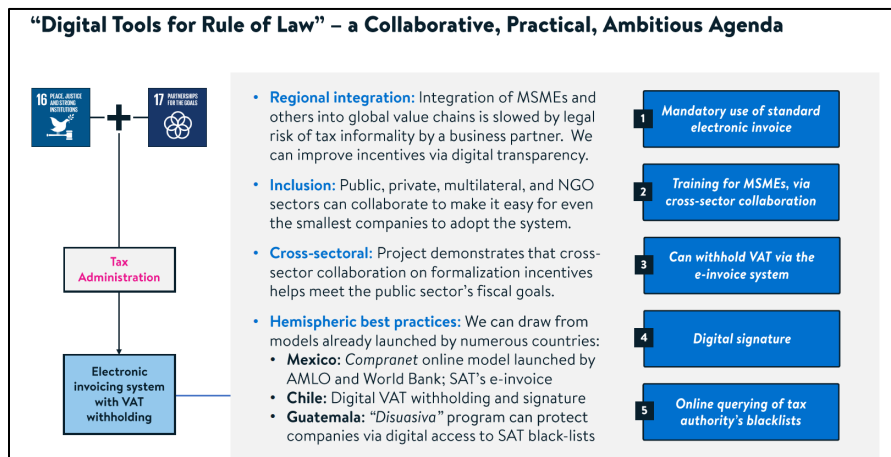 “Digital Tools for Rule of Law” – a Collaborative, Practical, Ambitious Agenda
16 PEACE, JUSTICE
AND STRONG
INSTITUTIONS
17 PARTNERSHIPS
FOR THE GOALS
Tax
Administration
Electronic
invoicing system
with VAT
withholding
• Regional integration: Integration of MSMEs and
others into global value chains is slowed by legal
risk of tax informality by a business partner. We
can improve incentives via digital transparency.
• Inclusion: Public, private, multilateral, and NGO
sectors can collaborate to make it easy for even
the smallest companies to adopt the system.
• Cross-sectoral: Project demonstrates that cross-
sector collaboration on formalization incentives
helps meet the public sector’s fiscal goals.
• Hemispheric best practices: We can draw from
models already launched by numerous countries:
• Mexico: Compranet online model launched by
AMLO and World Bank; SAT’s e-invoice
• Chile: Digital VAT withholding and signature
• Guatemala: “Disuasiva” program can protect
companies via digital access to SAT black-lists
1 Mandatory use of standard
electronic invoice
2 Training for MSMEs, via
cross-sector collaboration
3 Can withhold VAT via the
e-invoice system
4 Digital signature
5 Online querying of tax
authority’s blacklists